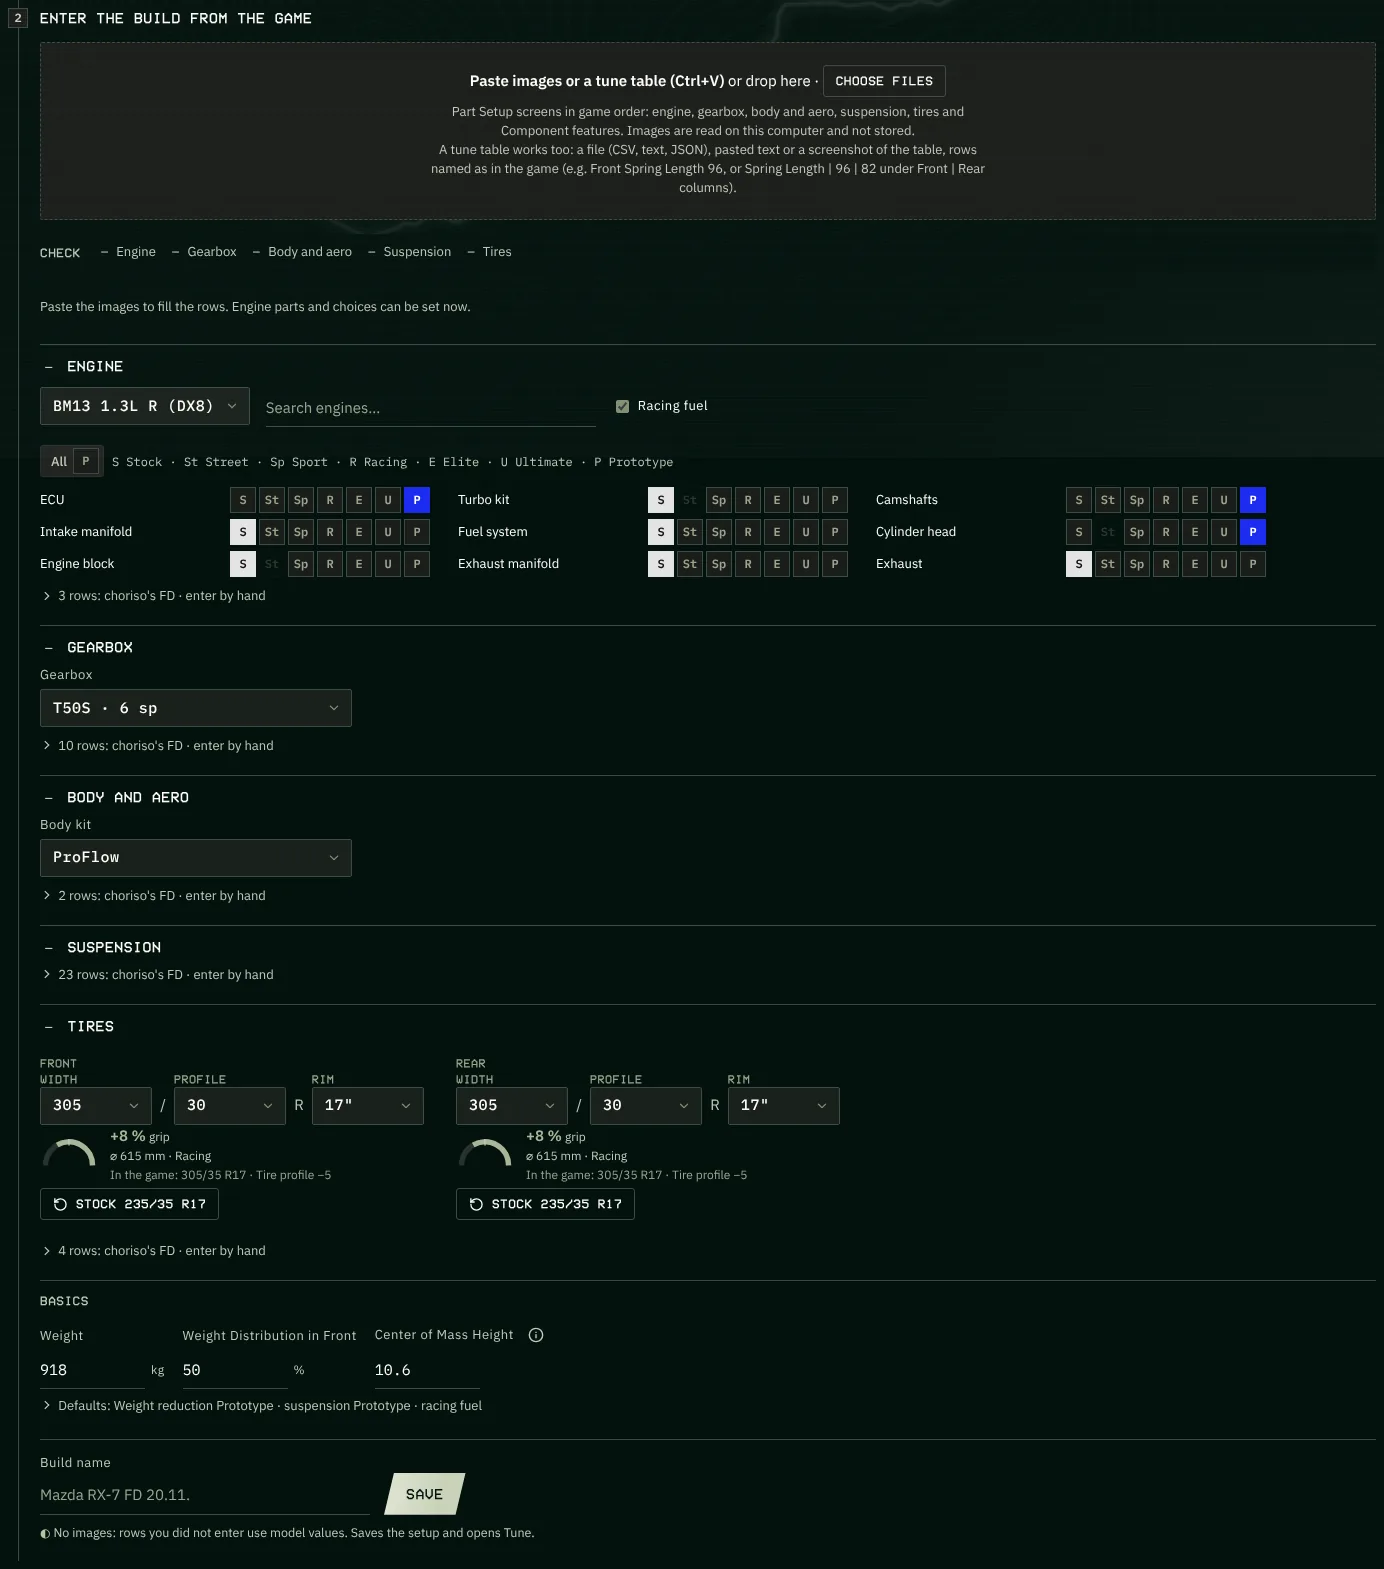 2 ENTER THE BUILD FROM THE GAME
Paste images or a tune table (Ctrl+V) or drop here · CHOOSE FILES
Part Setup screens in game order: engine, gearbox, body and aero, suspension, tires and
Component features. Images are read on this computer and not stored.
A tune table works too: a file (CSV, text, JSON), pasted text or a screenshot of the table, rows
named as in the game (e.g. Front Spring Length 96, or Spring Length | 96 | 82 under Front | Rear
columns).
CHECK – Engine – Gearbox – Body and aero – Suspension – Tires
Paste the images to fill the rows. Engine parts and choices can be set now.
– ENGINE
BM13 1.3L R (DX8) Search engines... Racing fuel
All P S Stock · St Street · Sp Sport · R Racing · E Elite · U Ultimate · P Prototype
ECU S St Sp R E U P Turbo kit S St Sp R E U P Camshafts S St Sp R E U P
Intake manifold S St Sp R E U P Fuel system S St Sp R E U P Cylinder head S St Sp R E U P
Engine block S St Sp R E U P Exhaust manifold S St Sp R E U P Exhaust S St Sp R E U P
3 rows: choriso's FD · enter by hand
– GEARBOX
Gearbox
T50S · 6 sp
10 rows: choriso's FD · enter by hand
– BODY AND AERO
Body kit
ProFlow
2 rows: choriso's FD · enter by hand
– SUSPENSION
23 rows: choriso's FD · enter by hand
– TIRES
FRONT REAR
WIDTH PROFILE RIM WIDTH PROFILE RIM
305 / 30 R 17" 305 / 30 R 17"
+8 % grip +8 % grip
⌀ 615 mm · Racing ⌀ 615 mm · Racing
In the game: 305/35 R17 · Tire profile −5 In the game: 305/35 R17 · Tire profile −5
STOCK 235/35 R17 STOCK 235/35 R17
4 rows: choriso's FD · enter by hand
BASICS
Weight Weight Distribution in Front Center of Mass Height
918 kg 50 % 10.6
Defaults: Weight reduction Prototype · suspension Prototype · racing fuel
Build name
Mazda RX-7 FD 20.11. SAVE
No images: rows you did not enter use model values. Saves the setup and opens Tune.